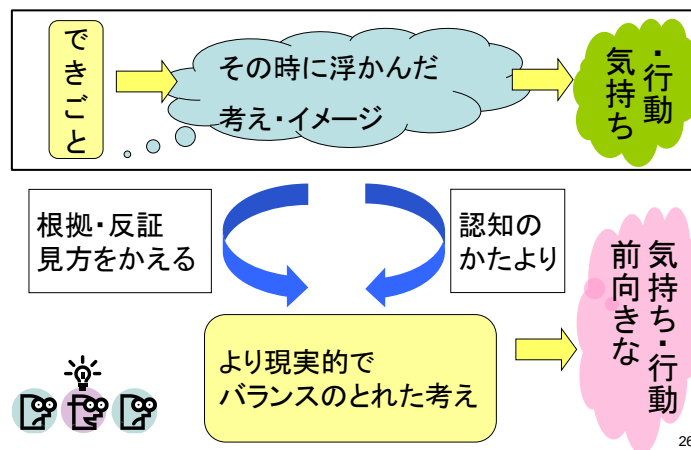 できごと
その時に浮かんだ
考え・イメージ
気持ち
・行動
根拠・反証
見方をかえる
認知の
かたより
より現実的で
バランスのとれた考え
前向きな
気持ち・行動
26